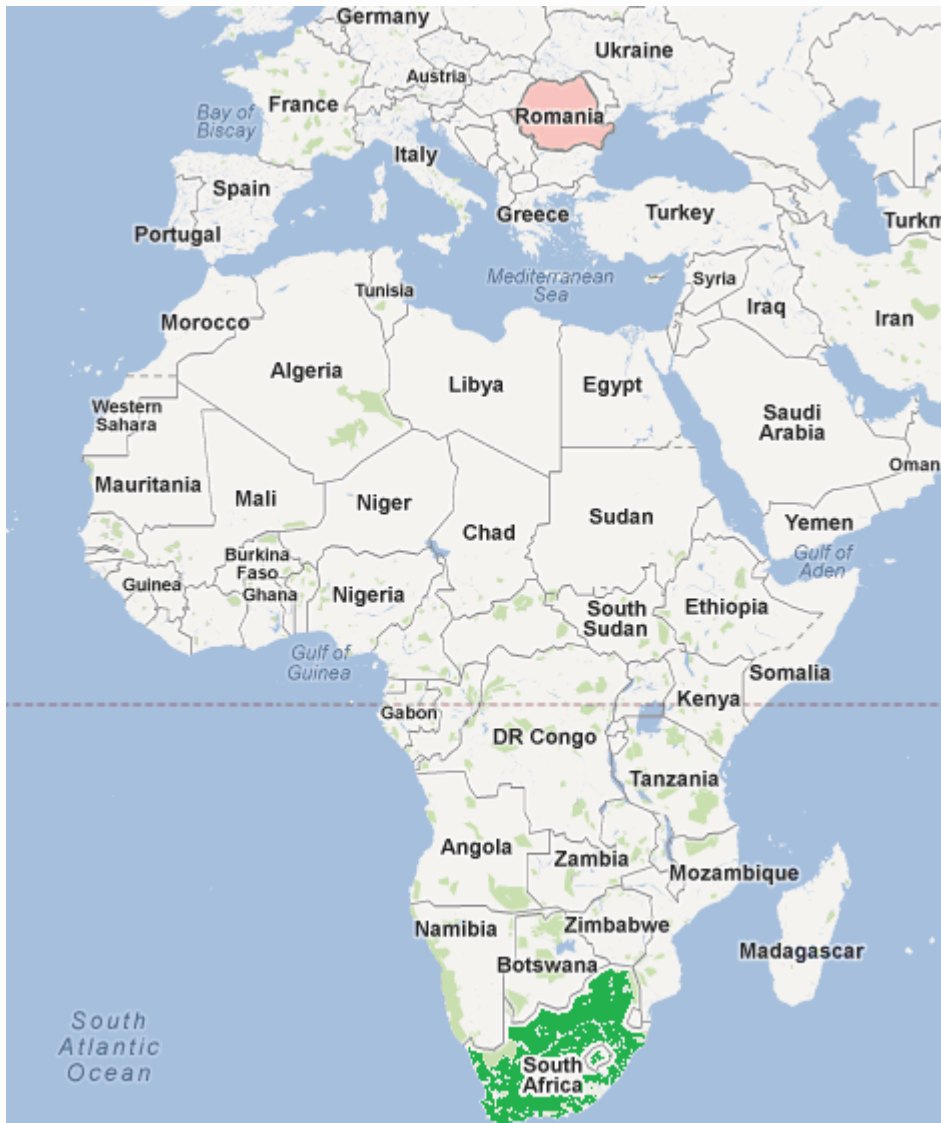 Germany
Ukraine
Austria
France
Romania
Bay of
Biscay
Italy
Spain
Greece
Turkey
Turkm
Portugal
Mediterranean
Sea
Syria
Tunisia
Iraq
Iran
Morocco
Algeria
Libya
Egypt
Western
Sahara
Saudi
Arabia
Oman
Mauritania
Mali
Niger
Chad
Sudan
Yemen
Burkina
Faso
Gulf of
Aden
Guinea
Ghana
Nigeria
South
Sudan
Ethiopia
Gulf of
Guinea
Somalia
Kenya
Gabon
DR Congo
Tanzania
Angola
Zambia
Mozambique
Namibia
Zimbabwe
Madagascar
Botswana
South
Atlantic
Ocean
South
Africa